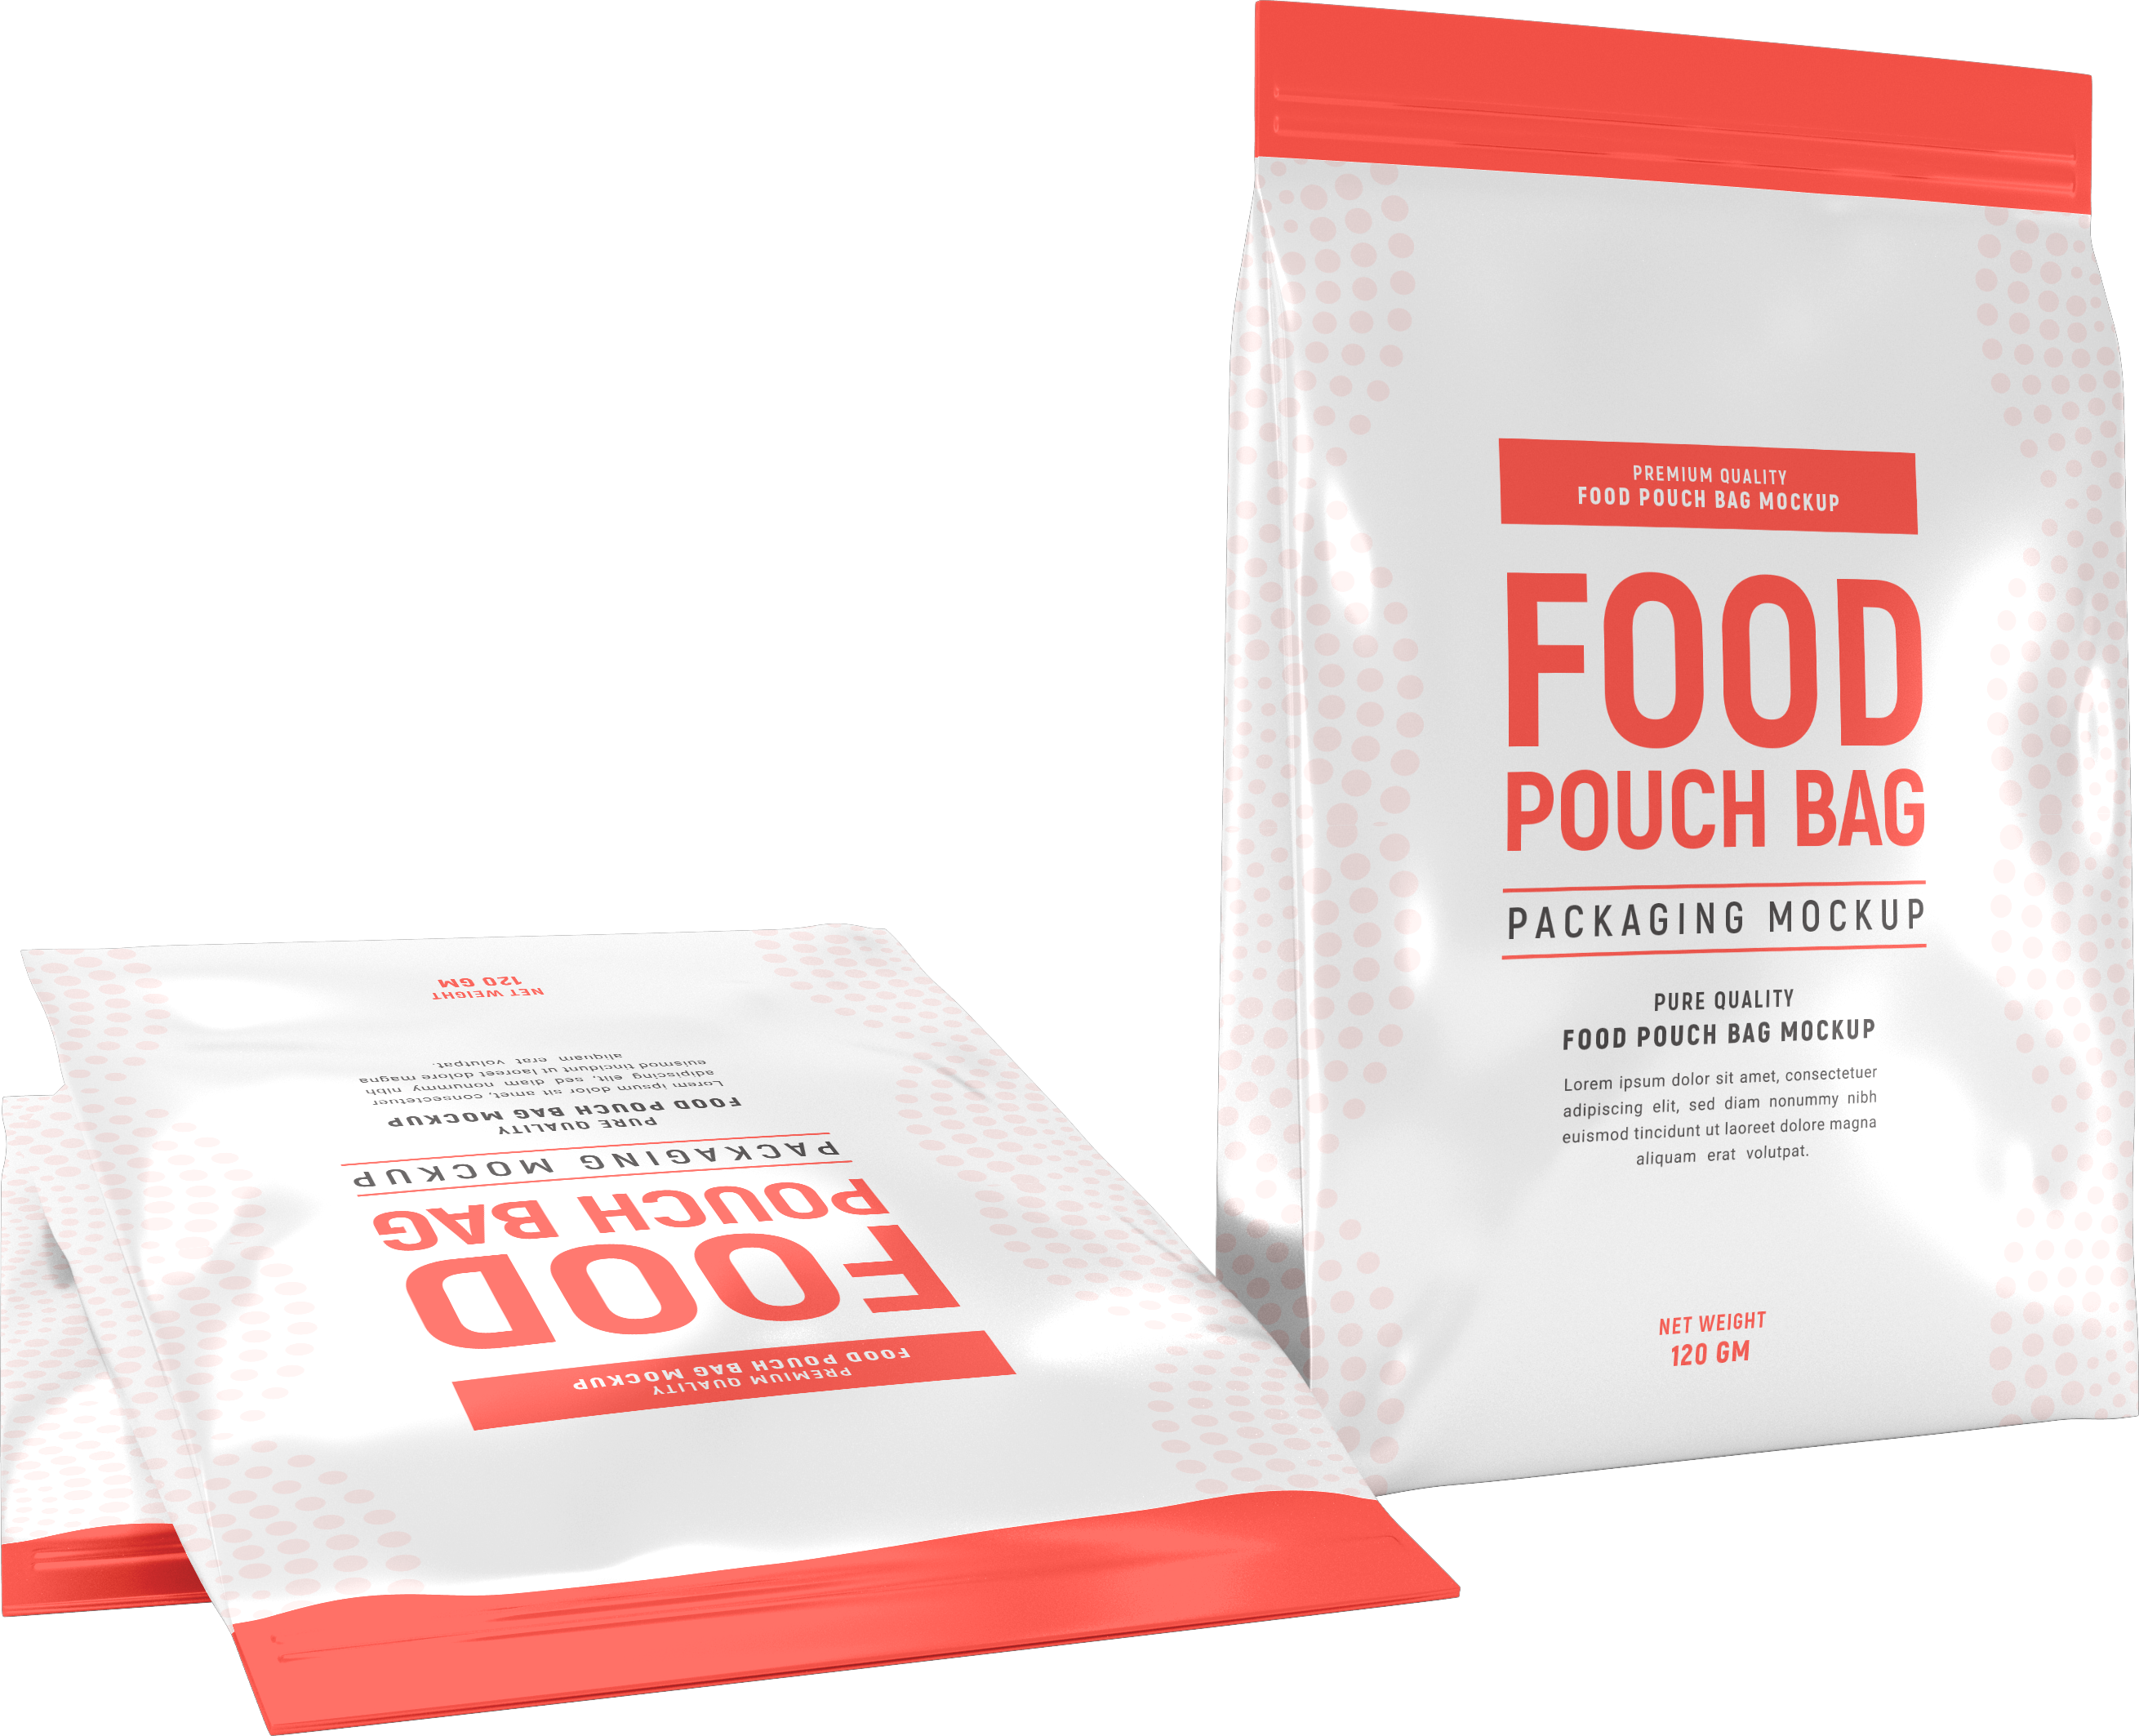 PREMIUM QUALITY
FOOD POUCH BAG MOCKUP
FOOD
POUCH BAG
PACKAGING MOCKUP
PURE QUALITY
FOOD POUCH BAG MOCKUP
Lorem ipsum dolor sit amet, consectetuer
adipiscing elit, sed diam nonummy nibh
euismod tincidunt ut laoreet dolore magna
aliquam erat volutpat.
NET WEIGHT
120 GM
PREMIUM QUALITY
FOOD POUCH BAG MOCKUP
FOOD
POUCH BAG
PACKAGING MOCKUP
PURE QUALITY
FOOD POUCH BAG MOCKUP
Lorem ipsum dolor sit amet, consectetuer
adipiscing elit, sed diam nonummy nibh
euismod tincidunt ut laoreet dolore magna
aliquam erat volutpat.
NET WEIGHT
120 GM